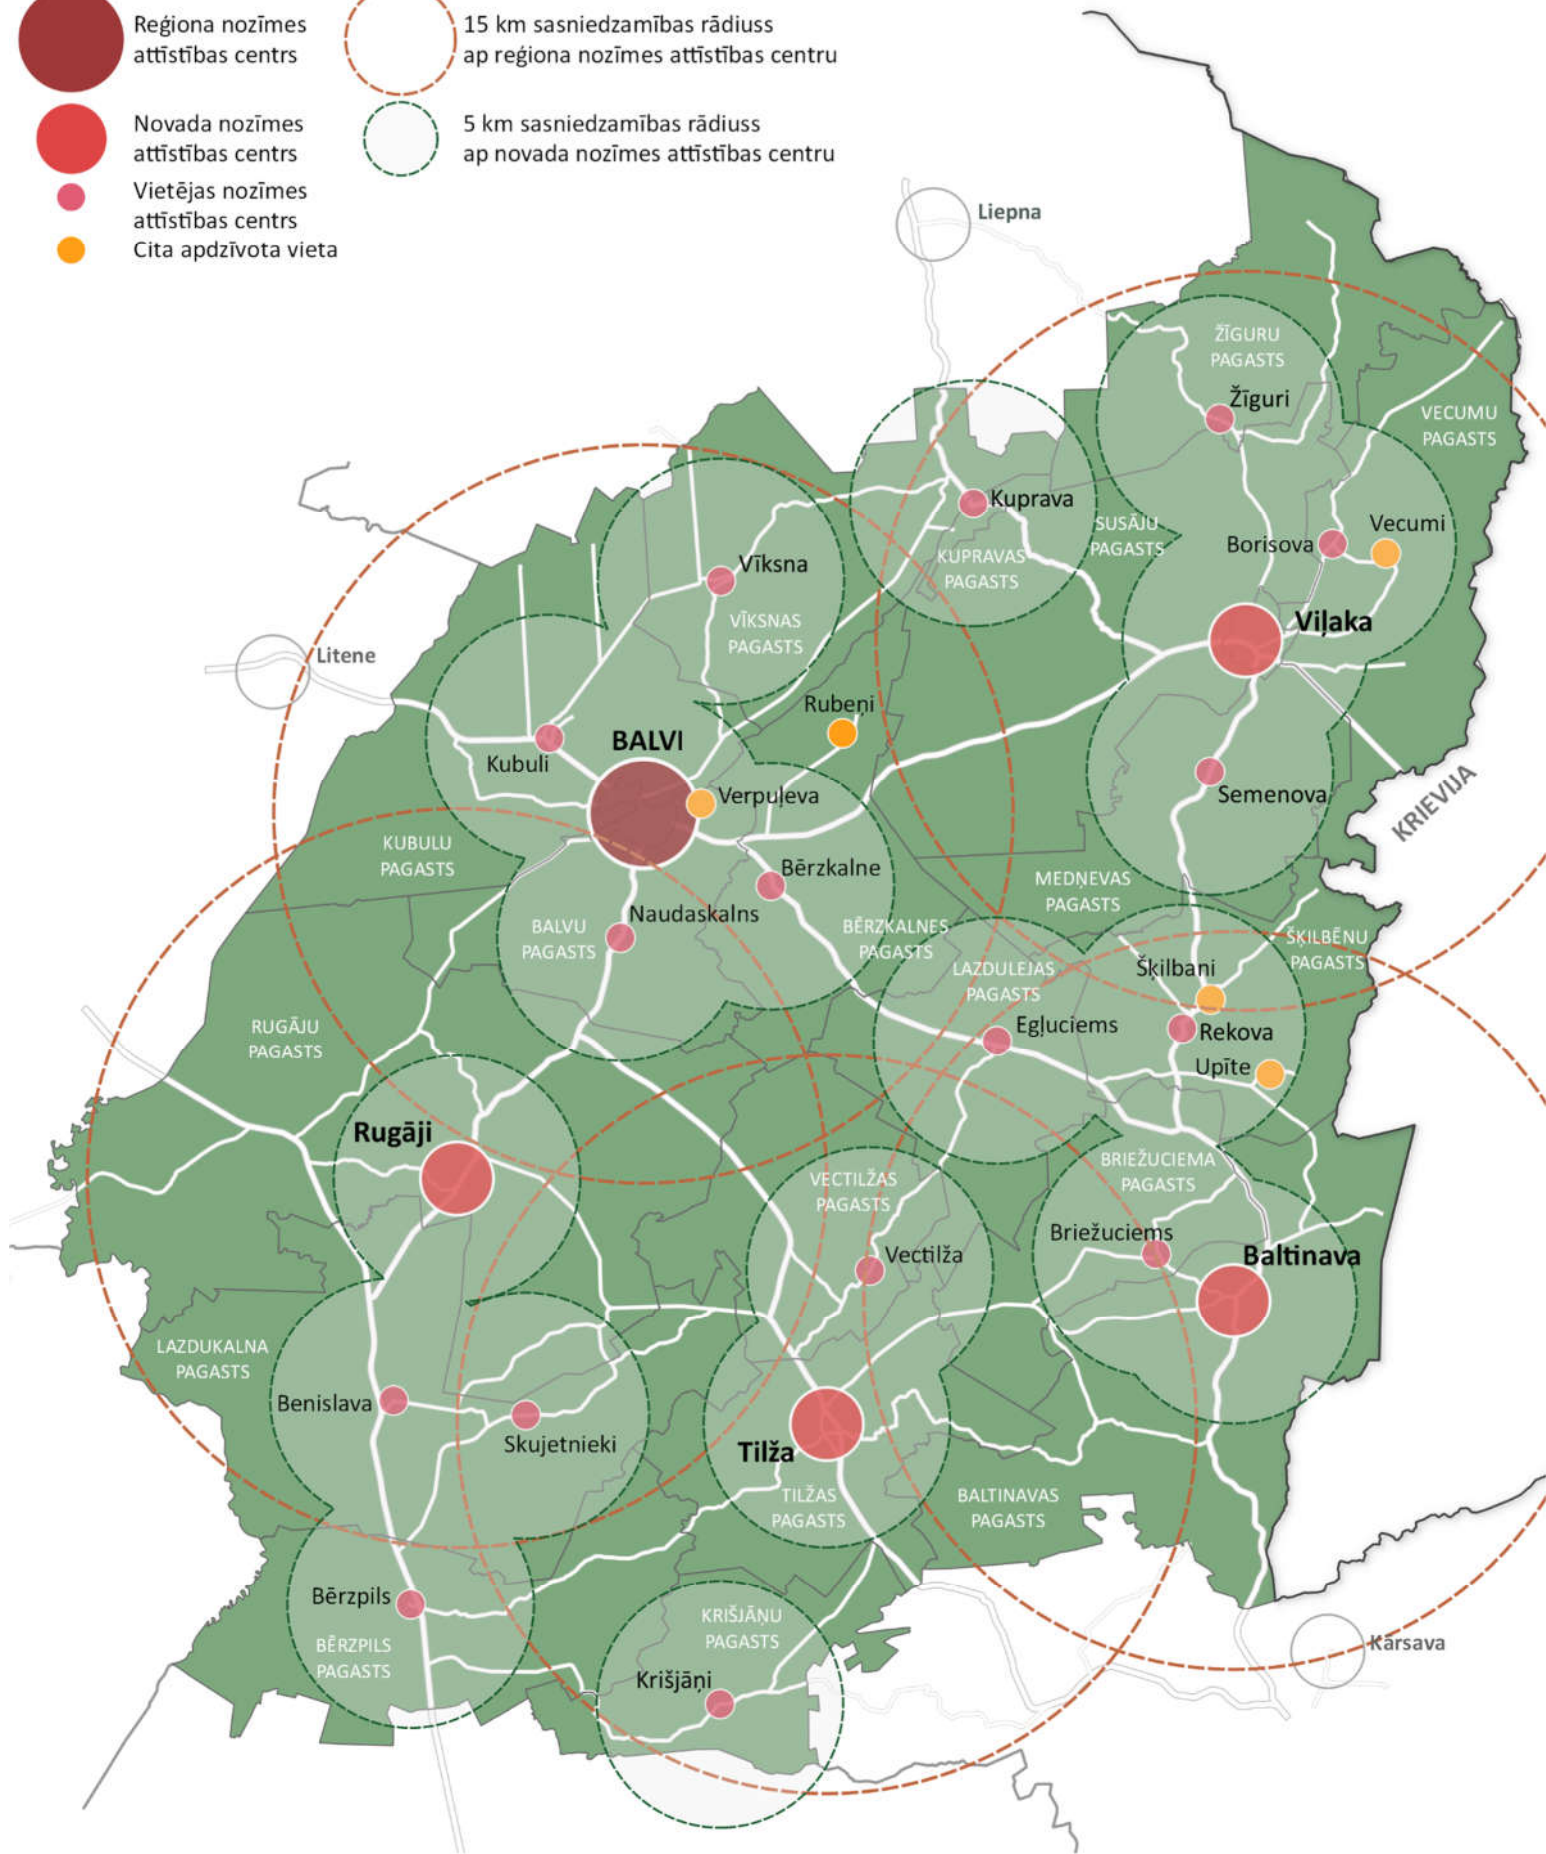 Reģiona nozīmes
attīstības centrs
15 km sasniedzamības rādiuss
ap reģiona nozīmes attīstības centru
Novada nozīmes
attīstības centrs
5 km sasniedzamības rādiuss
ap novada nozīmes attīstības centru
Vietējas nozīmes
attīstības centrs
Cita apdzīvota vieta
Liepna
ŽĪGURU
PAGASTS
Žīguri
VECUMU
PAGASTS
Kuprava
SUSĀJU
PAGASTS
Vecumi
Borisova
KUPRAVAS
PAGASTS
Vīksna
VĪKSNAS
PAGASTS
Viļaka
Litene
Rubeņi
BALVI
Kubuli
Verpuļeva
Semenova
KRIEVIJA
KUBULU
PAGASTS
Bērzkalne
MEDŅEVAS
PAGASTS
Naudaskalns
BALVU
PAGASTS
BĒRZKALNES
PAGASTS
ŠĶILBĒNU
PAGASTS
LAZDULEJAS
PAGASTS
Šķilbani
RUGĀJU
PAGASTS
Egļuciems
Rekova
Upīte
Rugāji
BRIEŽUCIEMA
PAGASTS
VECTILŽAS
PAGASTS
Briežuciems
Vectilža
Baltinava
LAZDUKALNA
PAGASTS
Benislava
Skujetnieki
Tilža
TILŽAS
PAGASTS
BALTINAVAS
PAGASTS
Bērzpils
BĒRZPILS
PAGASTS
KRIŠJĀŅU
PAGASTS
Krišjāņi
Kārsava